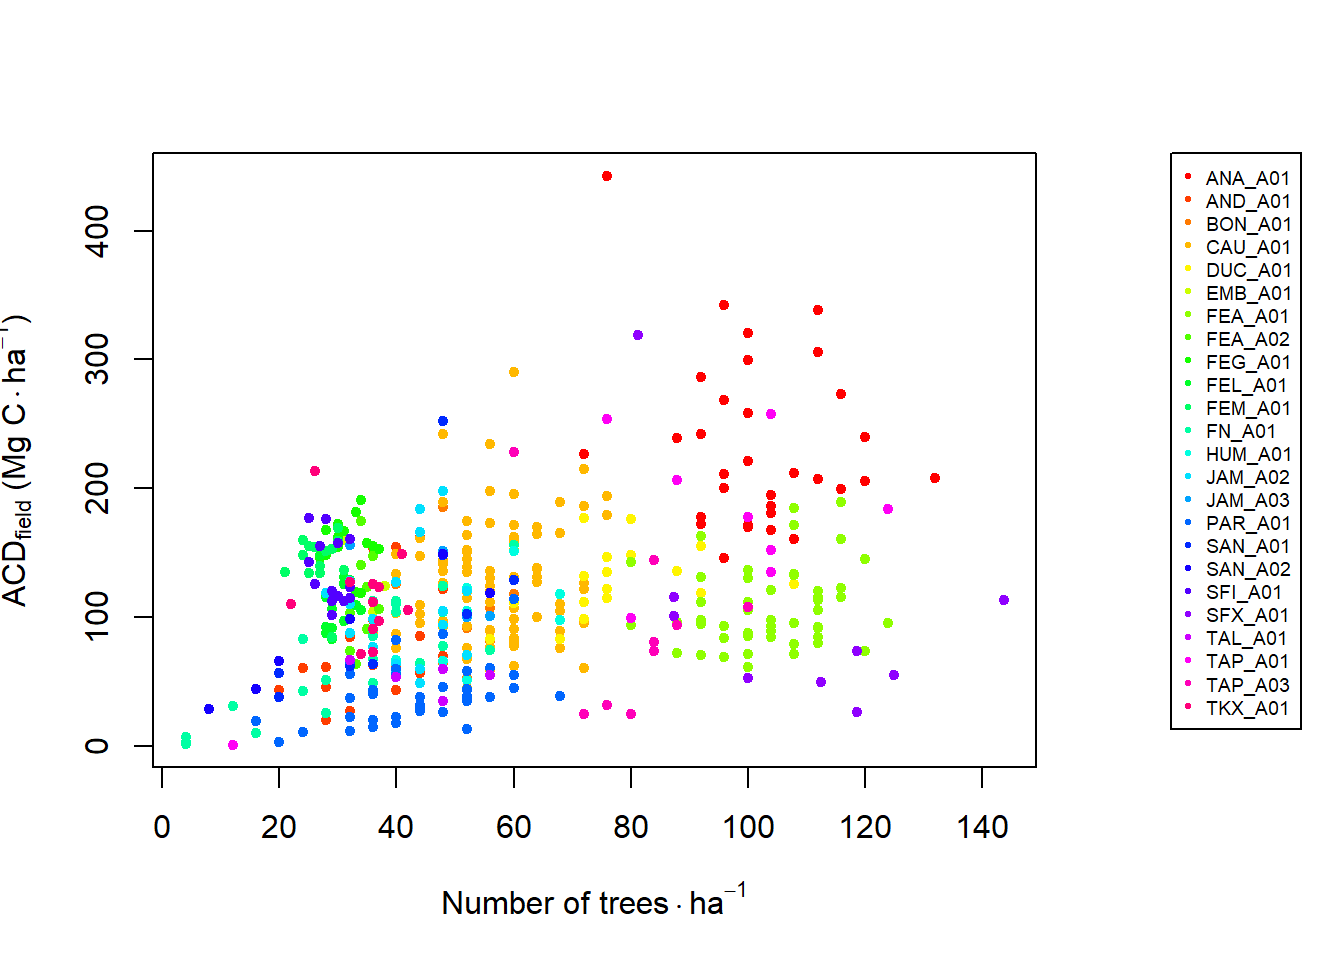 ACD_field (Mg C · ha⁻¹)
400
300
200
100
0
0 20 40 60 80 100 120 140
Number of trees · ha⁻¹
ANA_A01
AND_A01
BON_A01
CAU_A01
DUC_A01
EMB_A01
FEA_A01
FEA_A02
FEG_A01
FEL_A01
FEM_A01
FN_A01
HUM_A01
JAM_A02
JAM_A03
PAR_A01
SAN_A01
SAN_A02
SFI_A01
SFX_A01
TAL_A01
TAP_A01
TAP_A03
TKX_A01